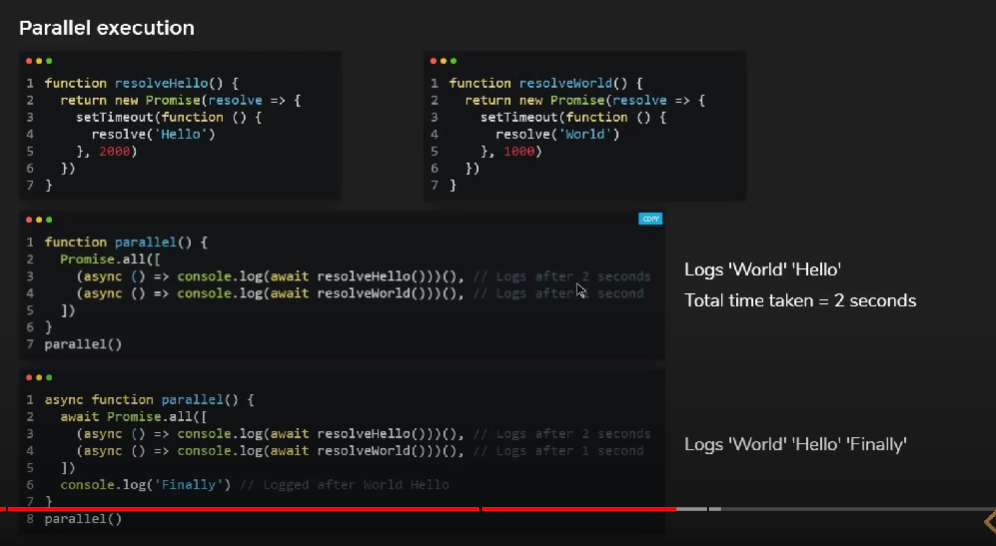 Parallel execution
1 function resolveHello() {
2 return new Promise(resolve => {
3 setTimeout(function () {
4 resolve('Hello')
5 }, 2000)
6 })
7 }
1 function resolveWorld() {
2 return new Promise(resolve => {
3 setTimeout(function () {
4 resolve('World')
5 }, 1000)
6 })
7 }
COPY
1 function parallel() {
2 Promise.all([
3 (async () => console.log(await resolveHello()))(), // Logs after 2 seconds
4 (async () => console.log(await resolveWorld()))(), // Logs after 1 second
5 ])
6 }
7 parallel()
Logs 'World' 'Hello'
Total time taken = 2 seconds
1 async function parallel() {
2 await Promise.all([
3 (async () => console.log(await resolveHello()))(), // Logs after 2 seconds
4 (async () => console.log(await resolveWorld()))(), // Logs after 1 second
5 ])
6 console.log('Finally') // Logged after World Hello
7 }
8 parallel()
Logs 'World' 'Hello' 'Finally'